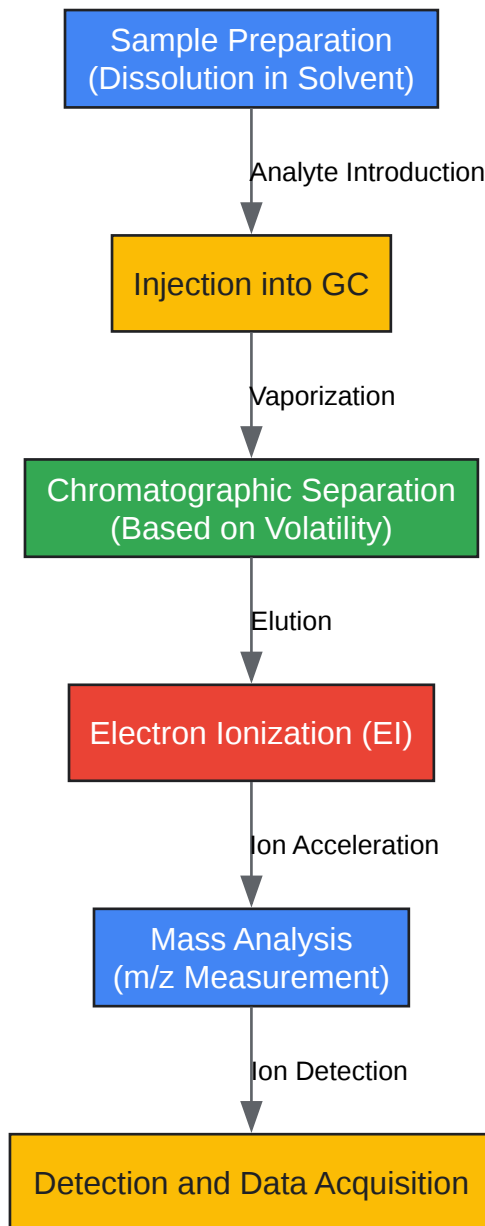 Sample Preparation
(Dissolution in Solvent)
Analyte Introduction
Injection into GC
Vaporization
Chromatographic Separation
(Based on Volatility)
Elution
Electron Ionization (EI)
Ion Acceleration
Mass Analysis
(m/z Measurement)
Ion Detection
Detection and Data Acquisition